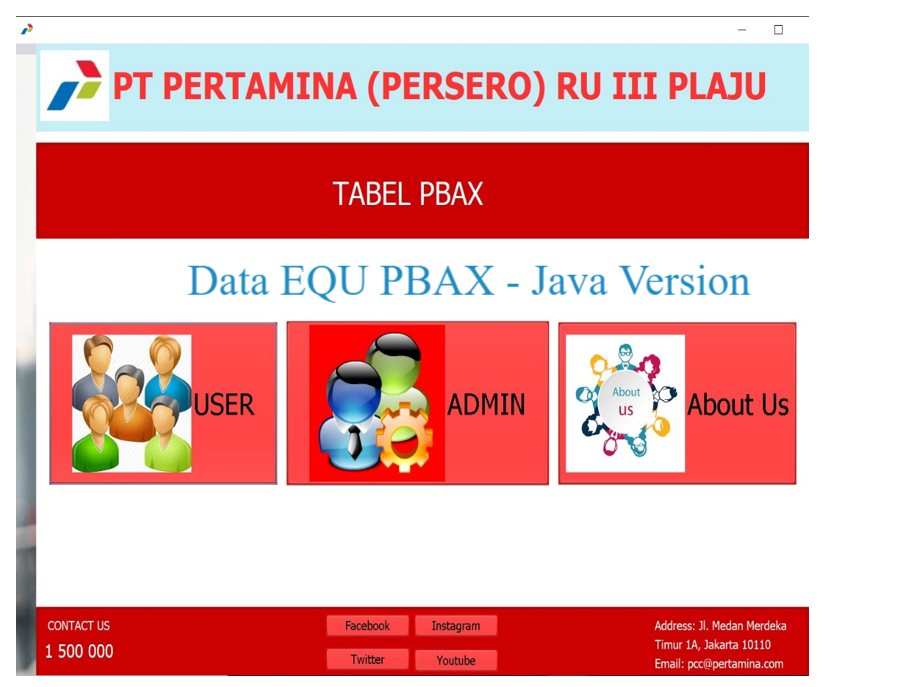 PT PERTAMINA (PERSERO) RU III PLAJU
TABEL PBAX
Data EQU PBAX - Java Version
USER
ADMIN
About
us
About Us
CONTACT US
1 500 000
Facebook
Instagram
Twitter
Youtube
Address: Jl. Medan Merdeka
Timur 1A, Jakarta 10110
Email: pcc@pertamina.com